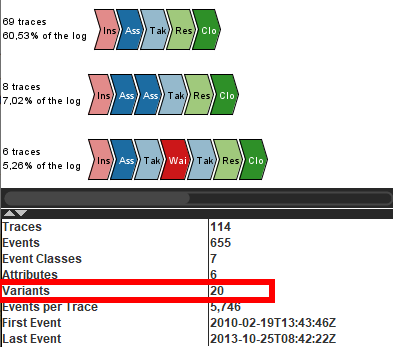 69 traces
60,53% of the log
Ins Ass Tak Res Clo
8 traces
7,02% of the log
Ins Ass Ass Tak Res Clo
6 traces
5,26% of the log
Ins Ass Tak Wai Tak Res Clo
Traces 114
Events 655
Event Classes 7
Attributes 6
Variants 20
Events per Trace 5,746
First Event 2010-02-19T13:43:46Z
Last Event 2013-10-25T08:42:22Z